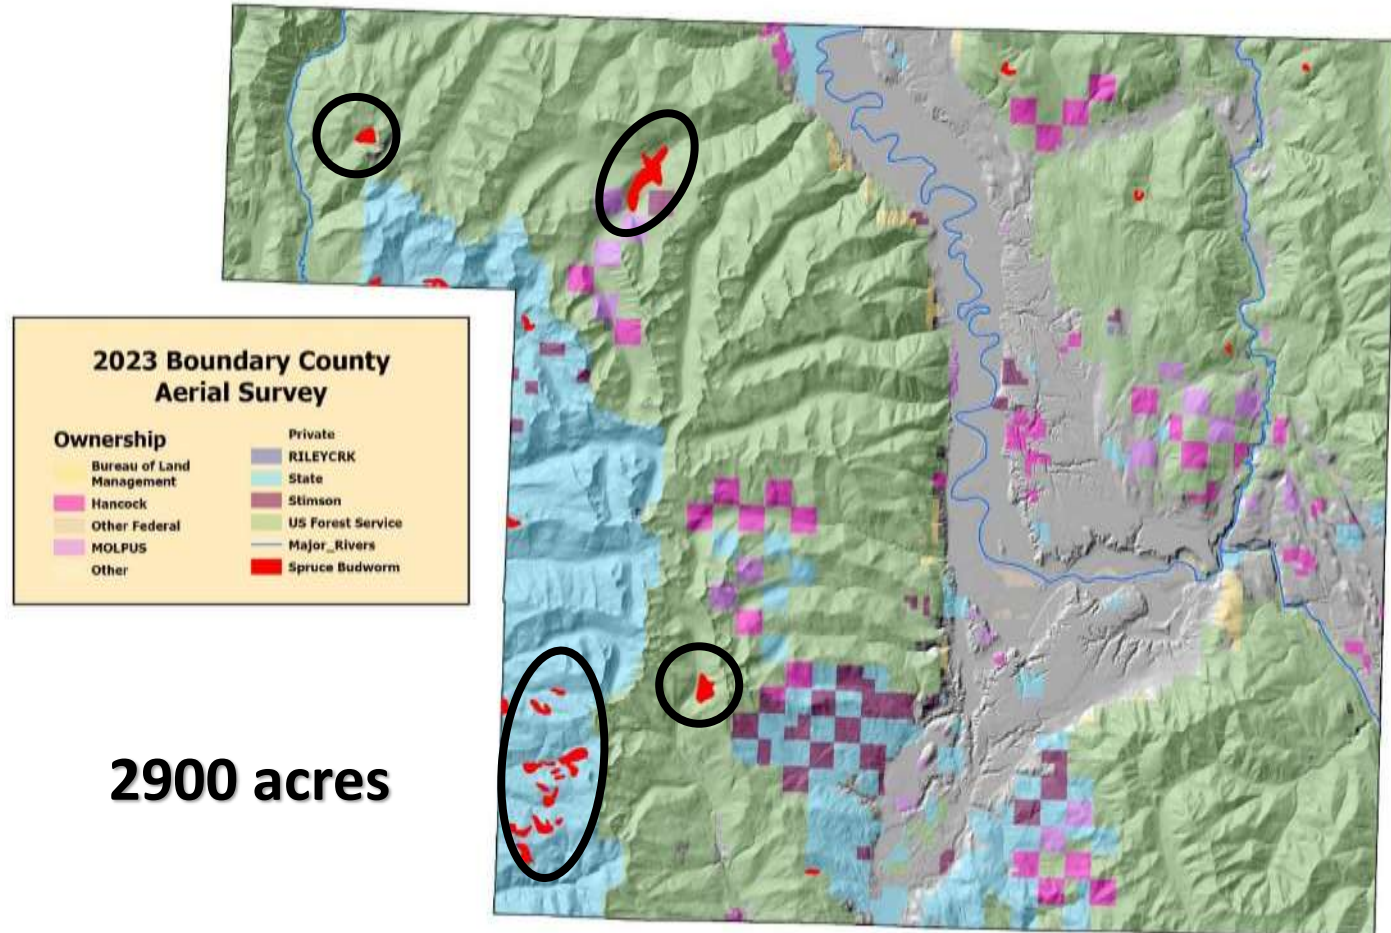 2023 Boundary County
Aerial Survey
Ownership
Bureau of Land
Management
Hancock
Other Federal
MOLPUS
Other
Private
RILEYCRK
State
Stimson
US Forest Service
Major_Rivers
Spruce Budworm
2900 acres